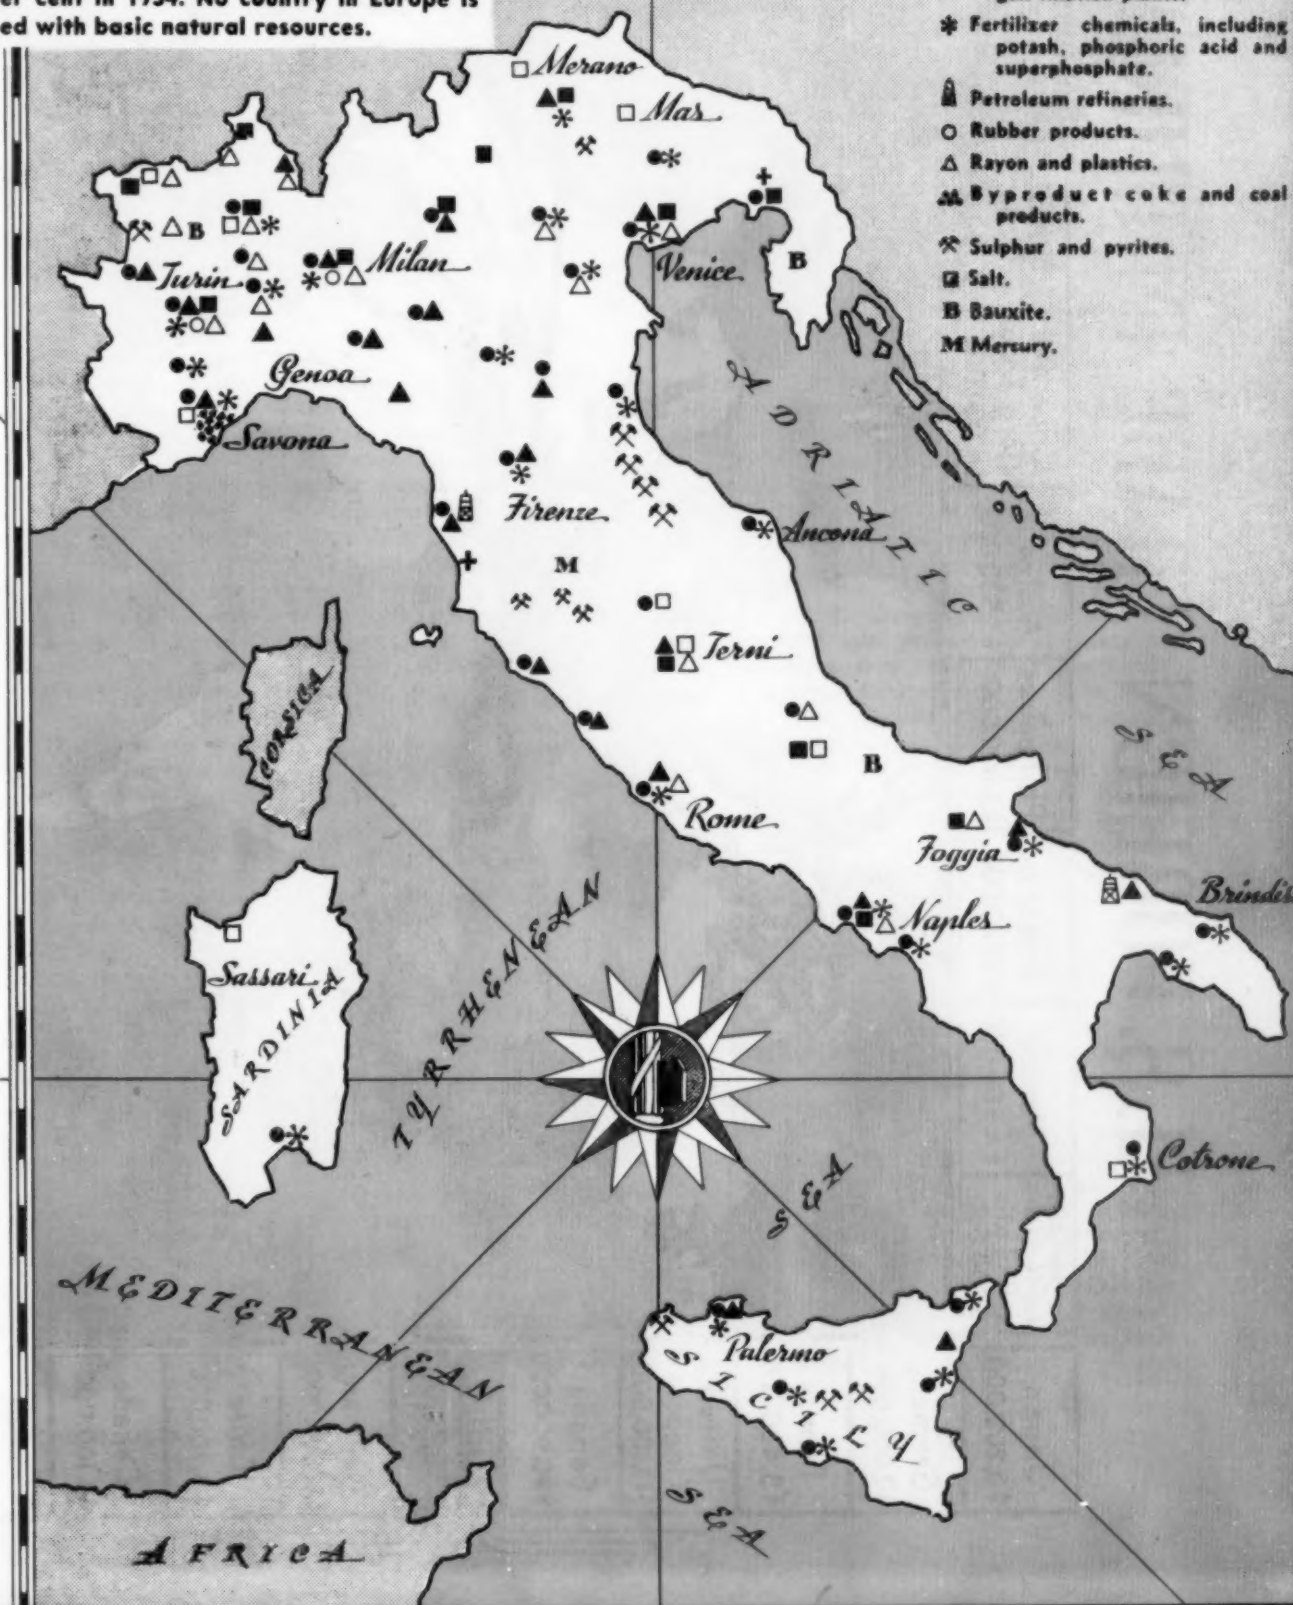 ed with basic natural resources.
✱ Fertilizer chemicals, including
potash, phosphoric acid and
superphosphate.
Petroleum refineries.
○ Rubber products.
△ Rayon and plastics.
Byproduct coke and coal
products.
⚒ Sulphur and pyrites.
Salt.
B Bauxite.
M Mercury.
Merano
Mas
B
Turin
Milan
Venice
B
Genoa
Savona
ADRIATIC
SEA
Firenze
Ancona
M
Terni
CORSICA
B
Rome
Foggia
Naples
Brindis
Sassari
SARDINIA
TYRRHENEAN
SEA
Cotrone
MEDITERRANEAN
SEA
Palermo
SICILY
AFRICA